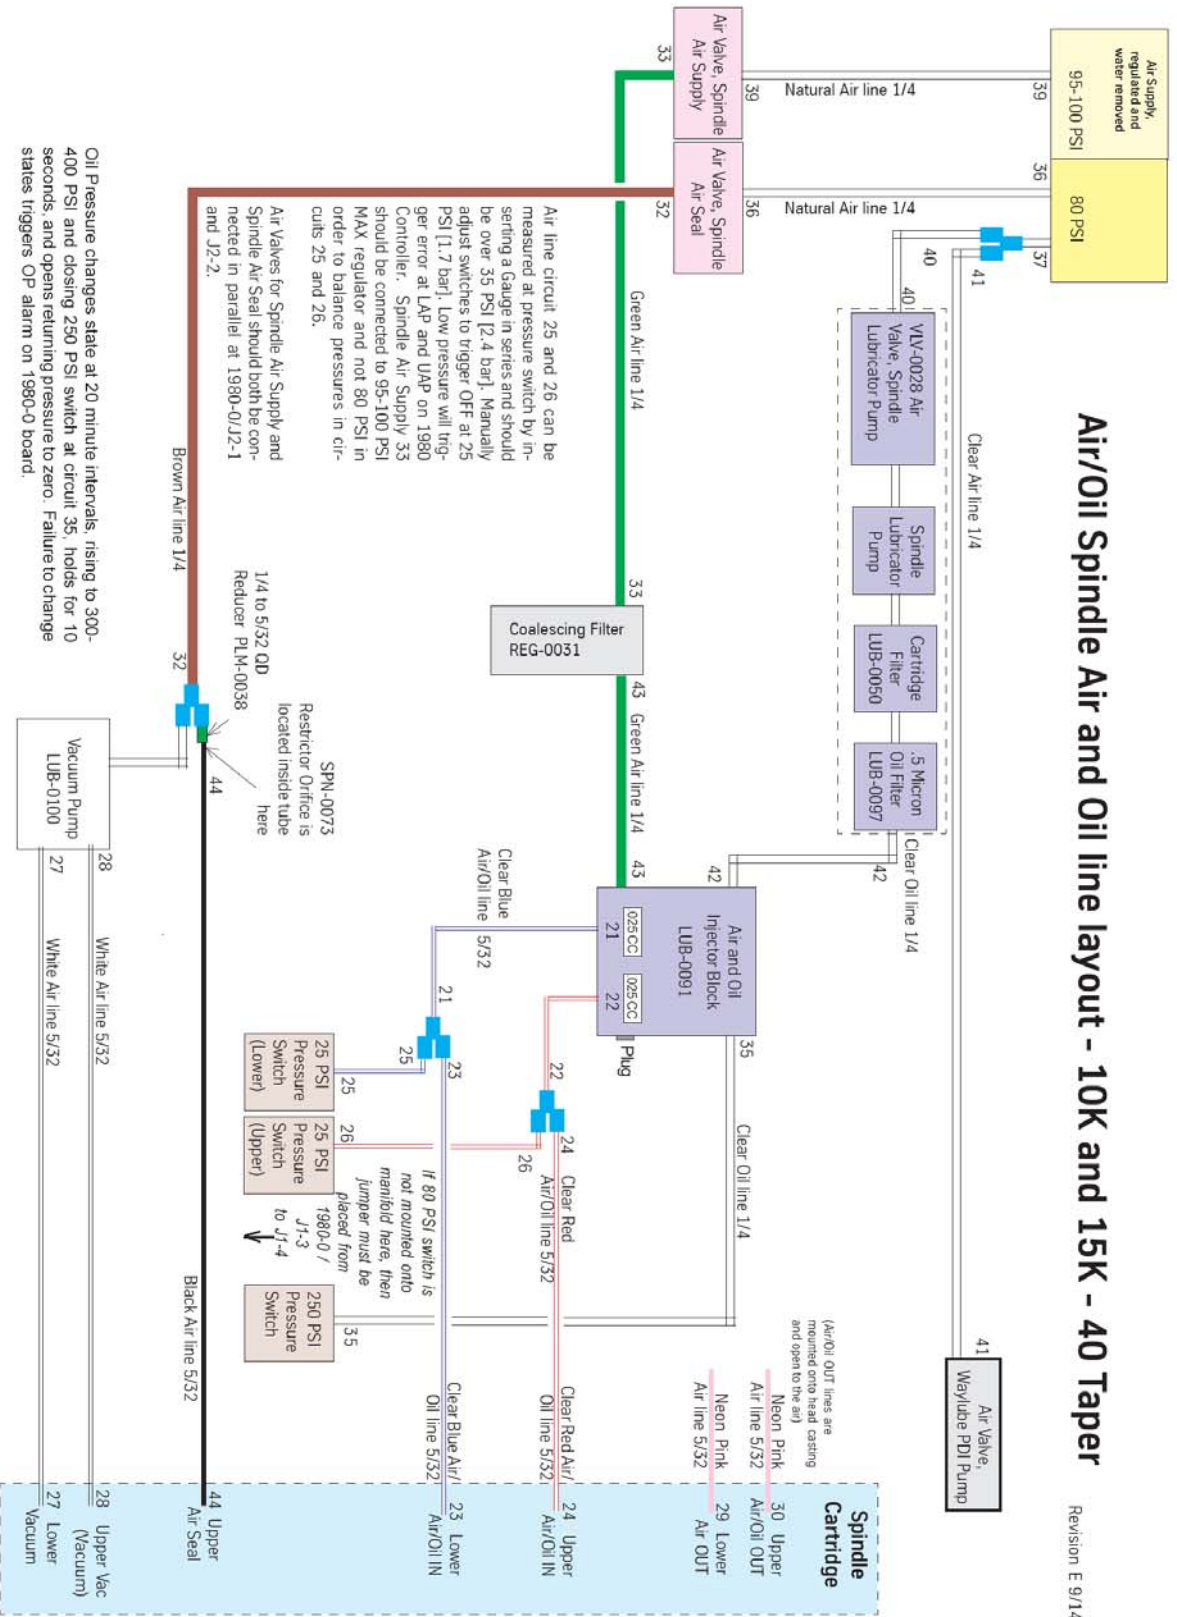 Air/Oil Spindle Air and Oil line layout - 10K and 15K - 40 Taper
Revision E 9/14
Air Supply,
regulated and
water removed
95-100 PSI
80 PSI
39
36
37
Natural Air line 1/4
Natural Air line 1/4
39
36
Air Valve, Spindle
Air Supply
Air Valve, Spindle
Air Seal
33
32
40
41
40
Clear Air line 1/4
41
Air Valve,
Waylube PDI Pump
VLV-0028 Air
Valve, Spindle
Lubricator Pump
Spindle
Lubricator
Pump
Cartridge
Filter
LUB-0050
.5 Micron
Oil Filter
LUB-0097
Clear Oil line 1/4
42
42
Green Air line 1/4
33
Coalescing Filter
REG-0031
43
Green Air line 1/4
43
Air and Oil
Injector Block
LUB-0091
025CC
025CC
21
22
Plug
35
Clear Oil line 1/4
Air line circuit 25 and 26 can be
measured at pressure switch by in-
serting a Gauge in series and should
be over 35 PSI [2.4 bar]. Manually
adjust switches to trigger OFF at 25
PSI [1.7 bar]. Low pressure will trig-
ger error at LAP and UAP on 1980
Controller. Spindle Air Supply 33
should be connected to 95-100 PSI
MAX regulator and not 80 PSI in
order to balance pressures in cir-
cuits 25 and 26.
Air Valves for Spindle Air Supply and
Spindle Air Seal should both be con-
nected in parallel at 1980-0/J2-1
and J2-2.
Brown Air line 1/4
32
Oil Pressure changes state at 20 minute intervals, rising to 300-
400 PSI and closing 250 PSI switch at circuit 35, holds for 10
seconds, and opens returning pressure to zero. Failure to change
states triggers OP alarm on 1980-0 board.
1/4 to 5/32 QD
Reducer PLM-0038
SPN-0073
Restrictor Orifice is
located inside tube
here
44
Vacuum Pump
LUB-0100
28
27
White Air line 5/32
White Air line 5/32
Black Air line 5/32
Clear Blue
Air/Oil line 5/32
21
25
23
22
24
26
Clear Red
Air/Oil line 5/32
25
25 PSI
Pressure
Switch
(Lower)
26
25 PSI
Pressure
Switch
(Upper)
If 80 PSI switch is
not mounted onto
manifold here, then
jumper must be
placed from
1980-0 /
J1-3
to J1-4
35
250 PSI
Pressure
Switch
(Air/Oil OUT lines are
mounted onto head casting
and open to the air)
Neon Pink
Air line 5/32
Neon Pink
Air line 5/32
Clear Red Air/
Oil line 5/32
Clear Blue Air/
Oil line 5/32
Spindle
Cartridge
30 Upper
Air/Oil OUT
29 Lower
Air OUT
24 Upper
Air/Oil IN
23 Lower
Air/Oil IN
44 Upper
Air Seal
28 Upper Vac
(Vacuum)
27 Lower
Vacuum